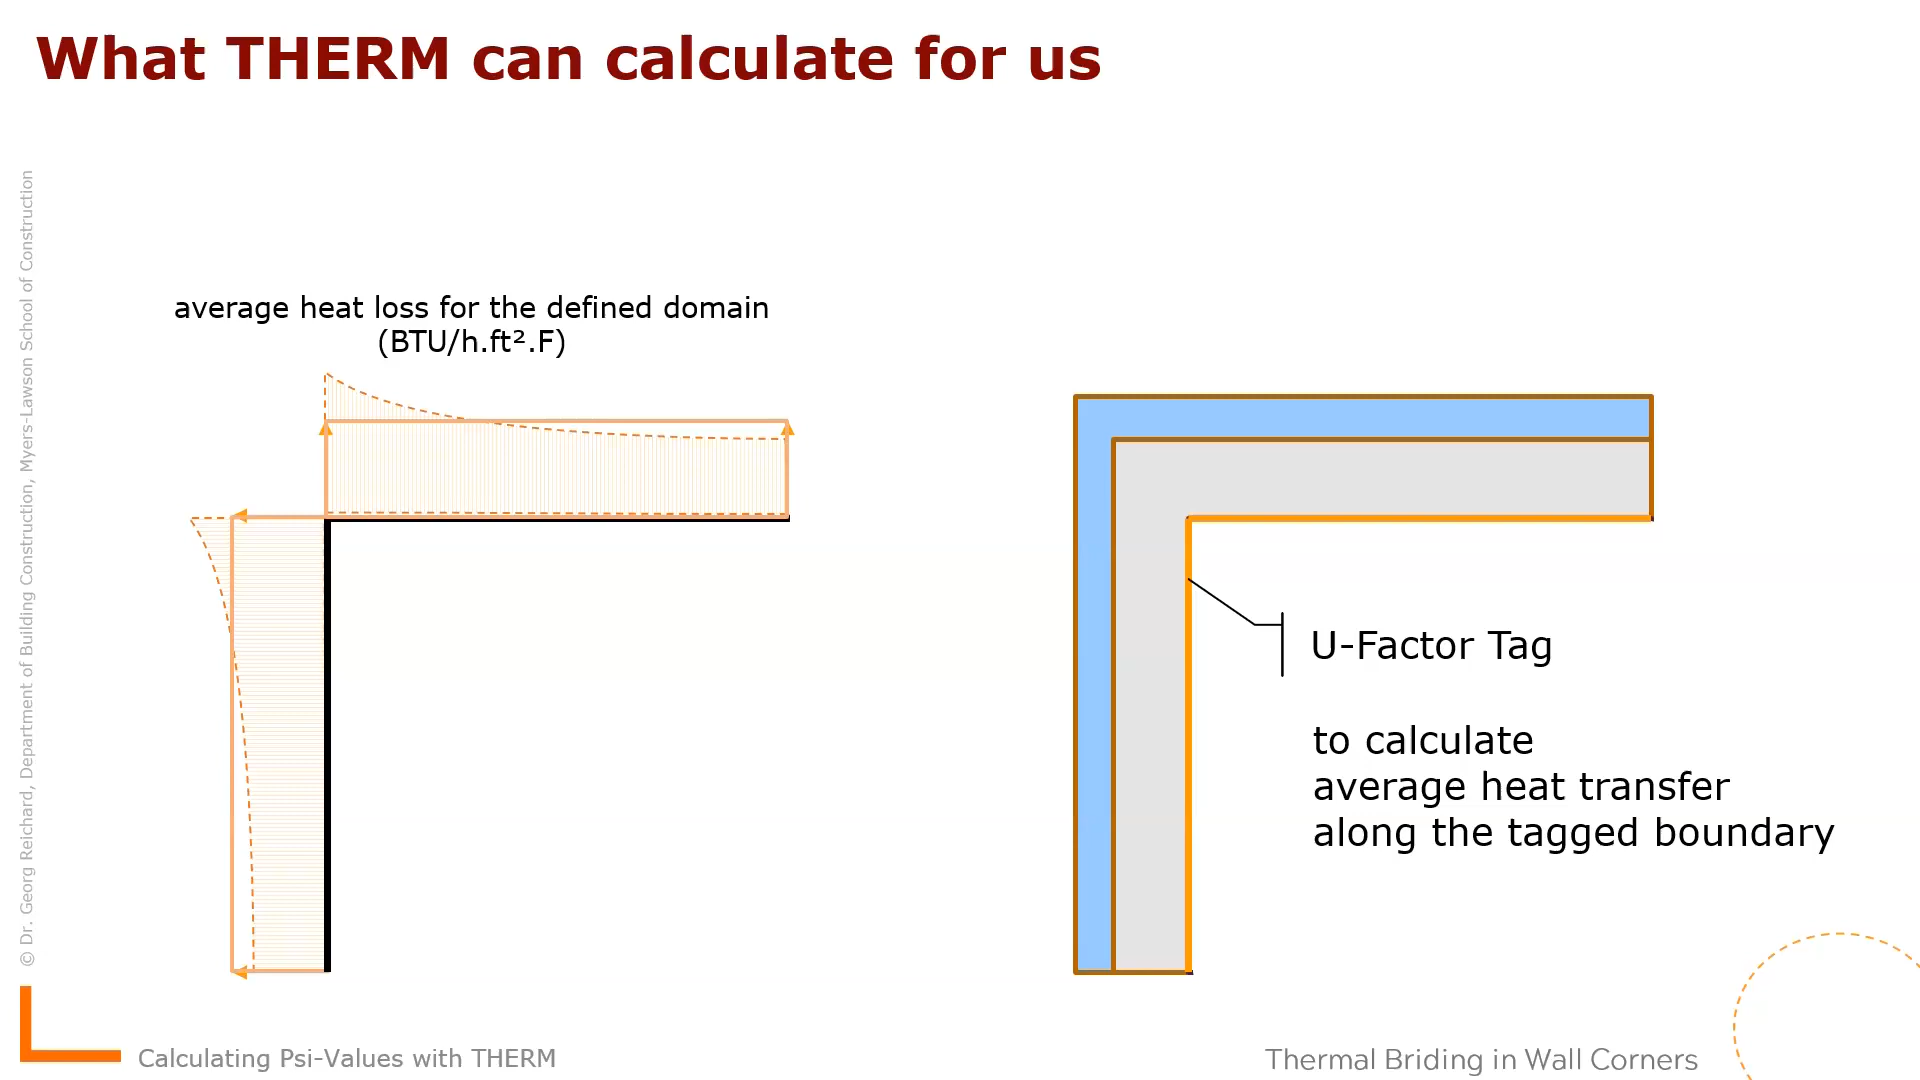 What THERM can calculate for us
© Dr. Georg Reichard, Department of Building Construction, Myers-Lawson School of Construction
average heat loss for the defined domain
(BTU/h.ft².F)
U-Factor Tag
to calculate
average heat transfer
along the tagged boundary
Calculating Psi-Values with THERM
Thermal Briding in Wall Corners